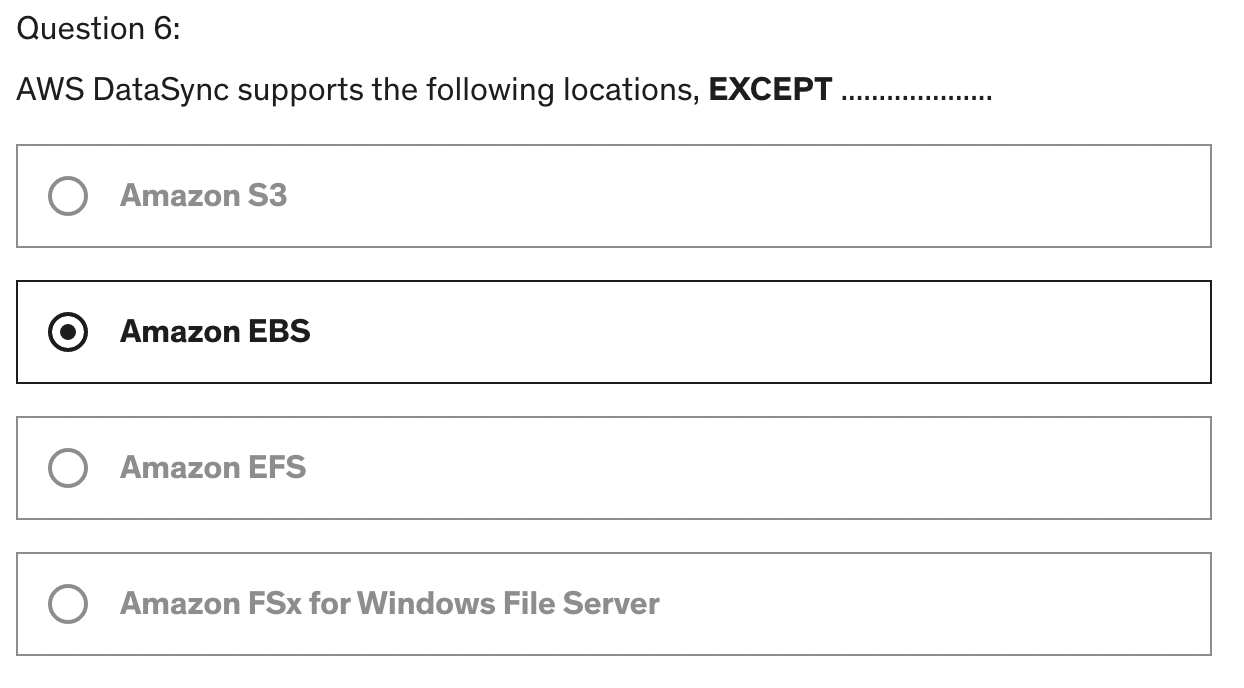 Question 6:
AWS DataSync supports the following locations, EXCEPT ....................
Amazon S3
Amazon EBS
Amazon EFS
Amazon FSx for Windows File Server